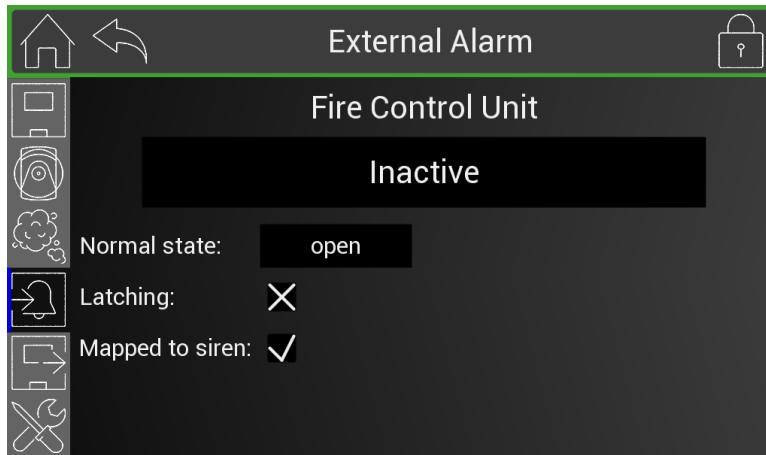 External Alarm
Fire Control Unit
Inactive
Normal state: open
Latching:
Mapped to siren: